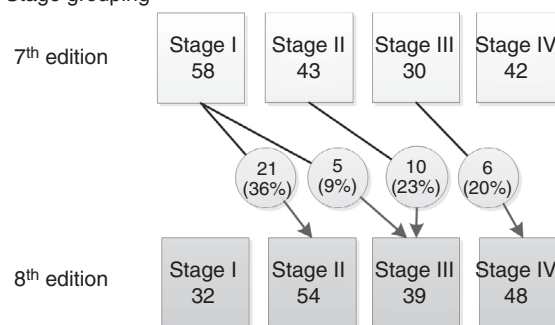 Stage grouping
7th edition
Stage I Stage II Stage III Stage IV
58 43 30 42
21 5 10 6
(36%) (9%) (23%) (20%)
8th edition
Stage I Stage II Stage III Stage IV
32 54 39 48